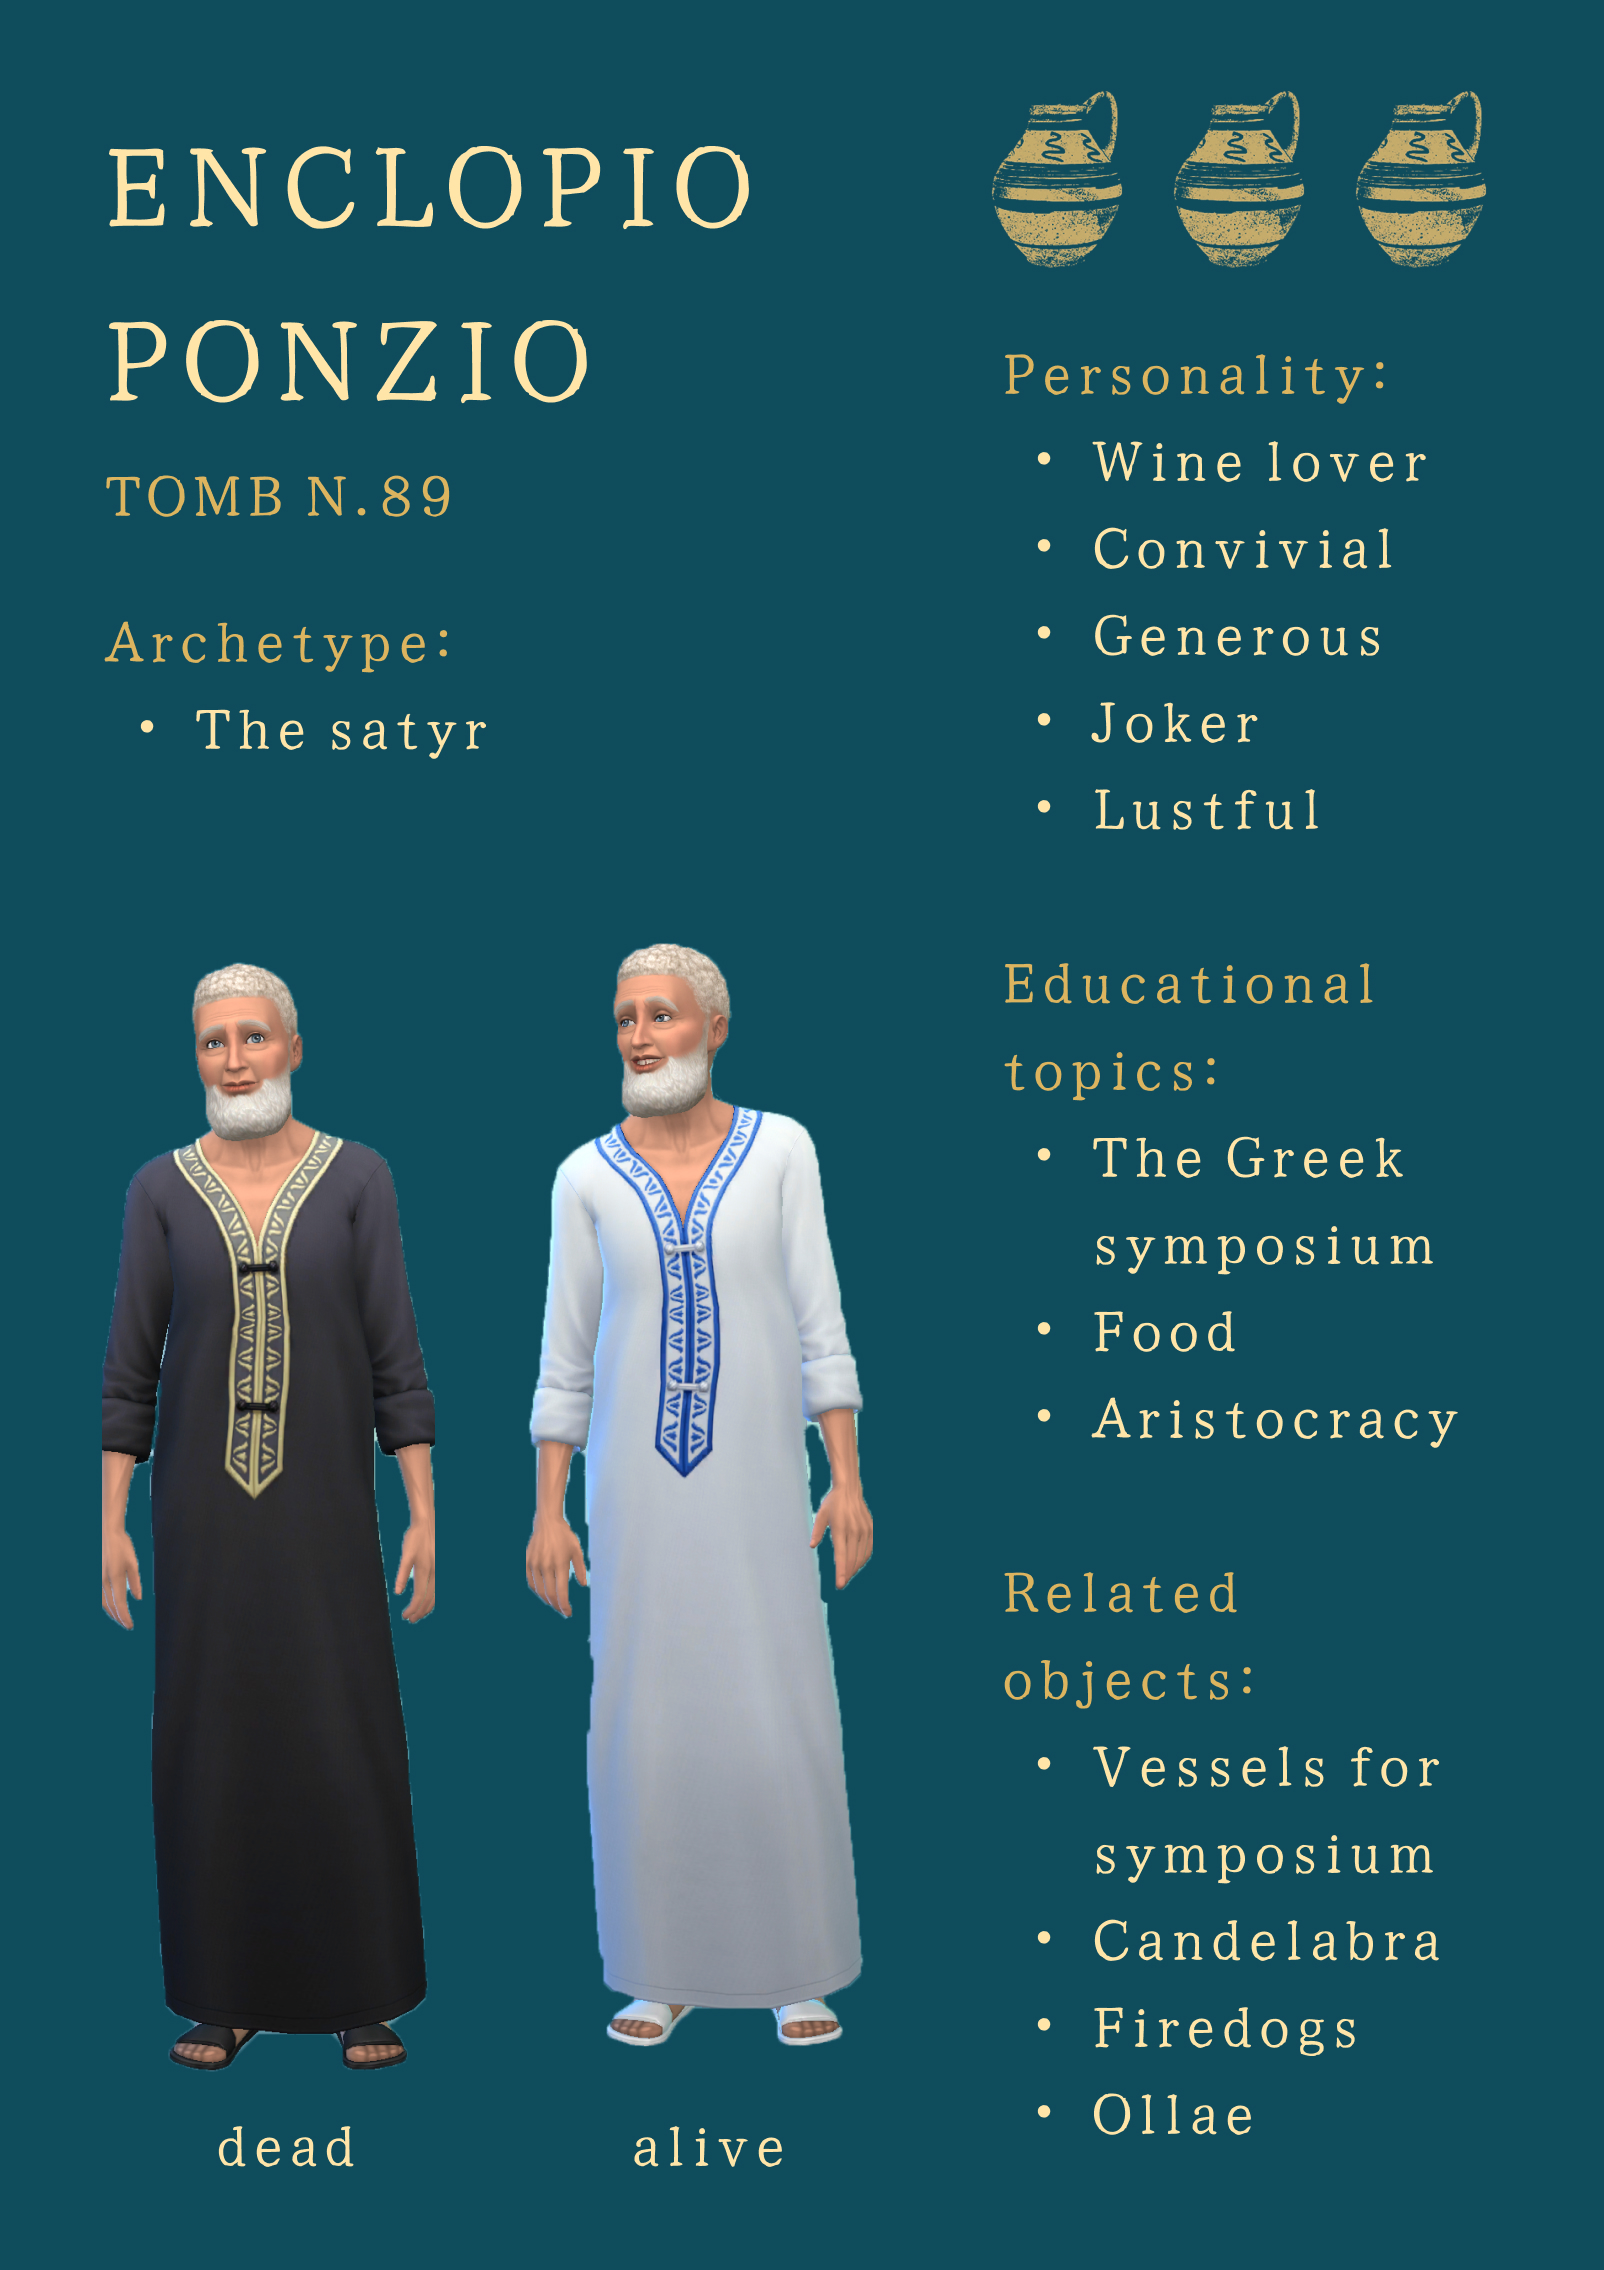 ENCLOPIO
PONZIO
TOMB N.89
Archetype:
• The satyr
dead
alive
Personality:
• Wine lover
• Convivial
• Generous
• Joker
• Lustful
Educational
topics:
• The Greek
symposium
• Food
• Aristocracy
Related
objects:
• Vessels for
symposium
• Candelabra
• Firedogs
• Ollae